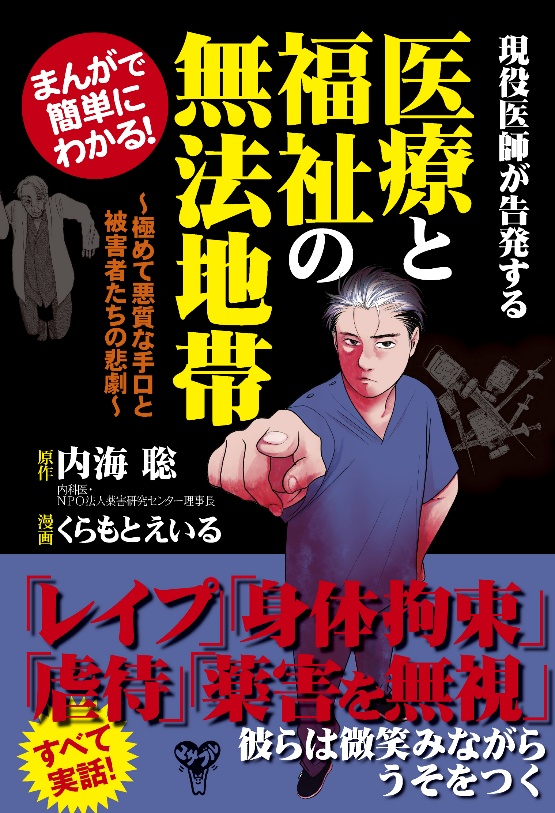 現役医師が告発する
医療と
福祉の
無法地帯
まんがで
簡単に
わかる!
〜極めて悪質な手口と
被害者たちの悲劇〜
原作 内海 聡
内科医・
NPO法人薬害研究センター理事長
漫画 くらもとえいる
「レイプ」「身体拘束」
「虐待」「薬害を無視」
彼らは微笑みながら
うそをつく
すべて
実話!